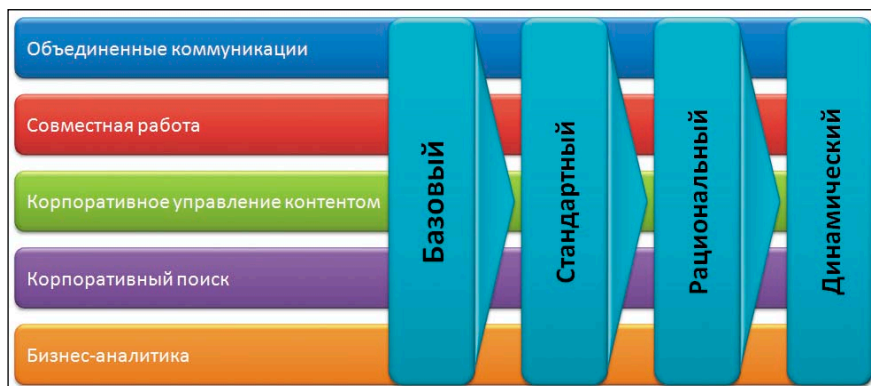 Объединенные коммуникации
Совместная работа
Корпоративное управление контентом
Корпоративный поиск
Бизнес-аналитика
Базовый
Стандартный
Рациональный
Динамический